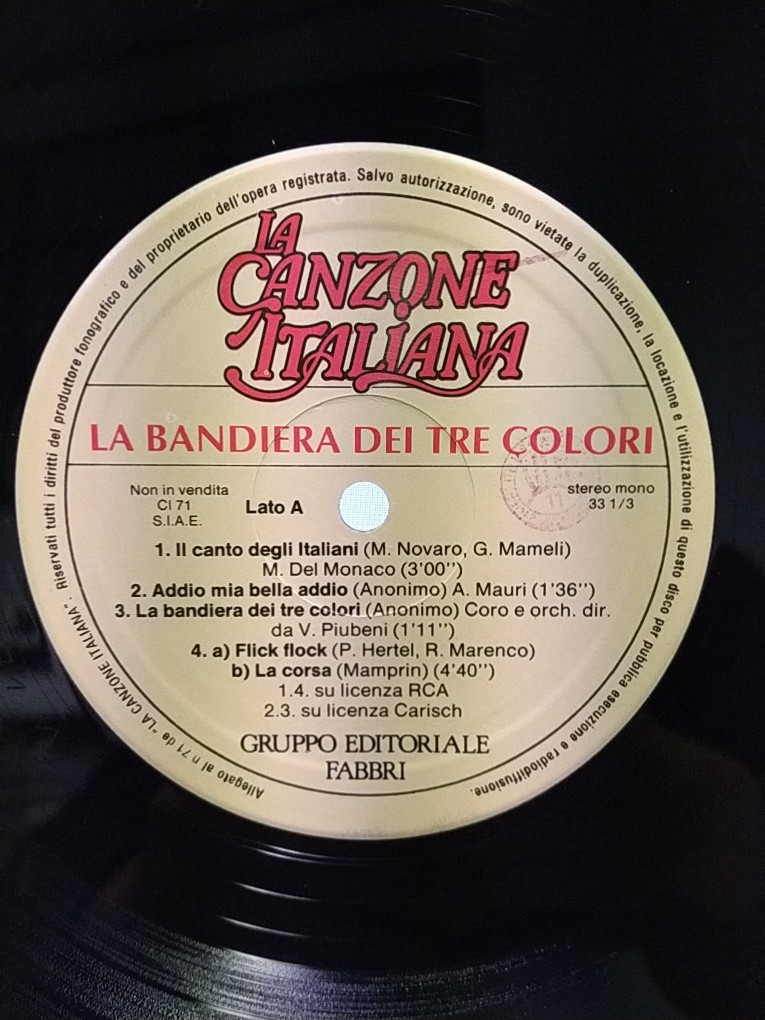 Allegato al n 71 de "LA CANZONE ITALIANA". Riservati tutti i diritti del produttore fonografico e del proprietario dell'opera registrata. Salvo autorizzazione, sono vietate la duplicazione, la locazione e l'utilizzazione di questo disco per pubblica esecuzione e radiodifusione.
LA
CANZONE
ITALIANA
LA BANDIERA DEI TRE COLORI
Non in vendita
CI 71
S.I.A.E.
Lato A
stereo mono
33 1/3
1. Il canto degli Italiani (M. Novaro, G. Mameli)
M. Del Monaco (3'00'')
2. Addio mia bella addio (Anonimo) A. Mauri (1'36'')
3. La bandiera dei tre colori (Anonimo) Coro e orch. dir.
da V. Piubeni (1'11'')
4. a) Flick flock (P. Hertel, R. Marenco)
b) La corsa (Mamprin) (4'40'')
1.4. su licenza RCA
2.3. su licenza Carisch
GRUPPO EDITORIALE
FABBRI